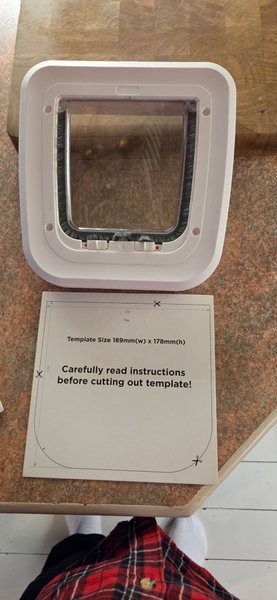 Template Size 189mm(w) x 178mm(h)
Carefully read instructions
before cutting out template!